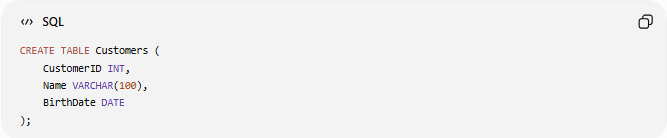 SQL
CREATE TABLE Customers (
    CustomerID INT,
    Name VARCHAR(100),
    BirthDate DATE
);